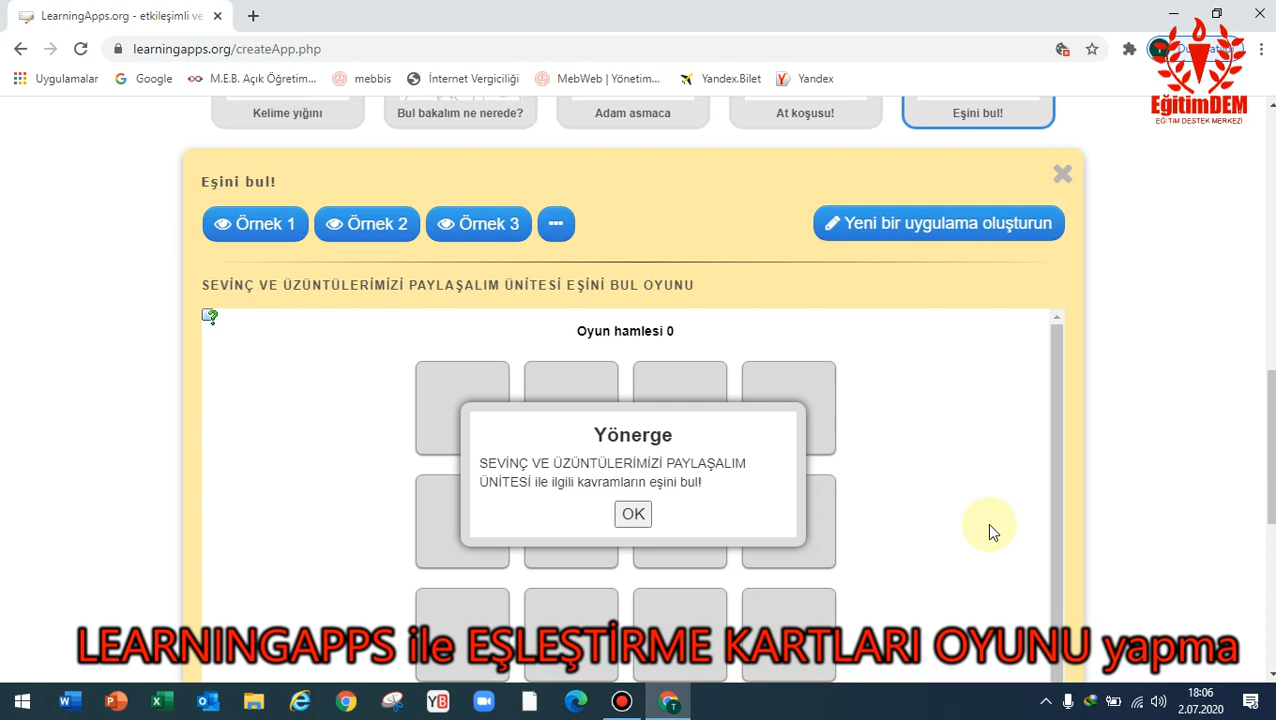 LearningApps.org - etkileşimli ve
learningapps.org/createApp.php
Uygulamalar
Google
M.E.B. Açık Öğretim...
mebbis
İnternet Vergiciliği
MebWeb | Yönetim...
Yandex.Bilet
Yandex
EğitimDEM
EĞİTİM DESTEK MERKEZİ
Kelime yığını
Bul bakalım ne nerede?
Adam asmaca
At koşusu!
Eşini bul!
Eşini bul!
Örnek 1
Örnek 2
Örnek 3
Yeni bir uygulama oluşturun
SEVİNÇ VE ÜZÜNTÜLERİMİZİ PAYLAŞALIM ÜNİTESİ EŞİNİ BUL OYUNU
Oyun hamlesi 0
Yönerge
SEVİNÇ VE ÜZÜNTÜLERİMİZİ PAYLAŞALIM
ÜNİTESİ ile ilgili kavramların eşini bul!
OK
LEARNINGAPPS ile EŞLEŞTİRME KARTLARI OYUNU yapma
18:06
2.07.2020